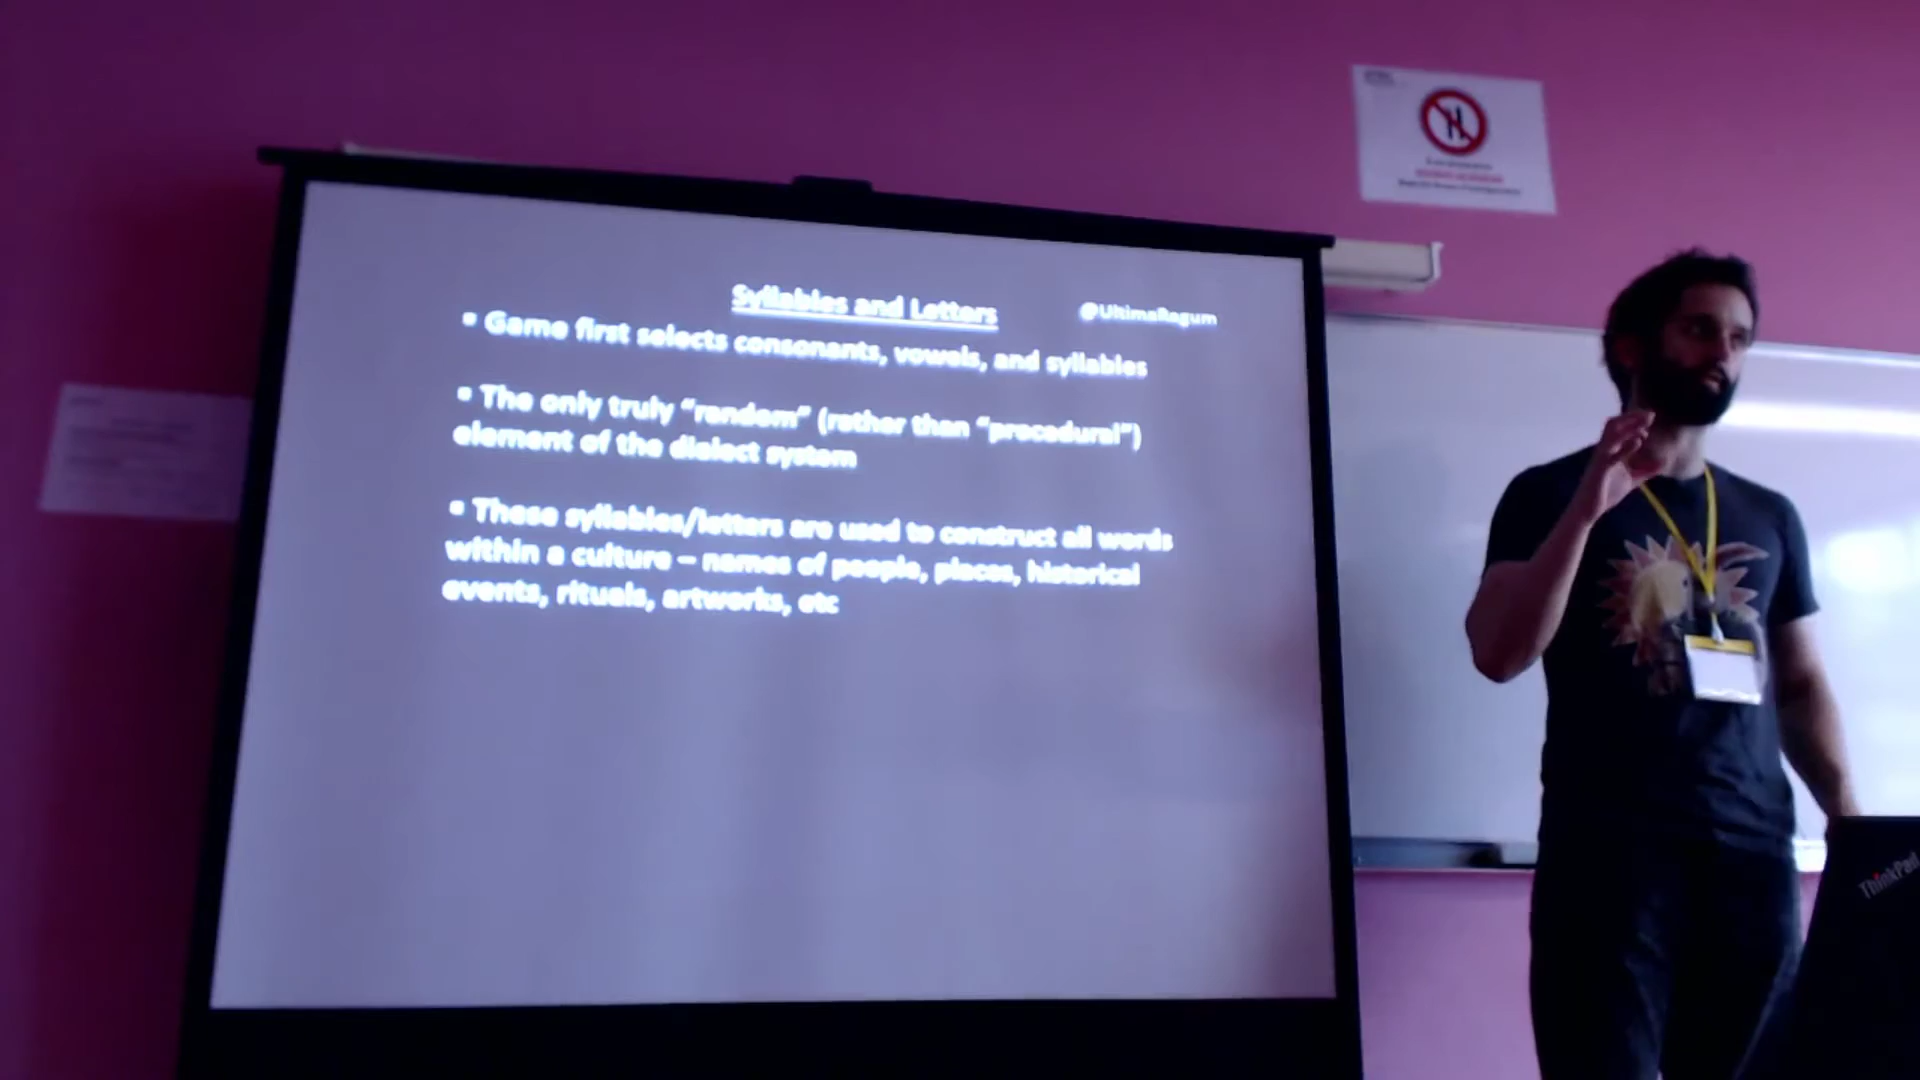 Syllables and Letters
@UltimaRegum
▪ Game first selects consonants, vowels, and syllables
▪ The only truly “random” (rather than “procedural”)
element of the dialect system
▪ These syllables/letters are used to construct all words
within a culture – names of people, places, historical
events, rituals, artworks, etc
ThinkPad